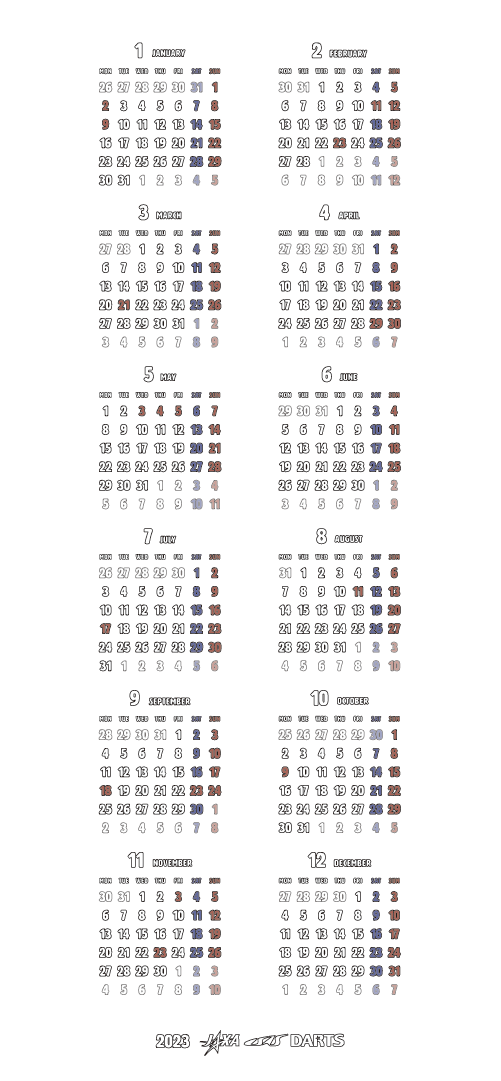 1 JANUARY
MON TUE WED THU FRI SAT SUN
26 27 28 29 30 31 1
2 3 4 5 6 7 8
9 10 11 12 13 14 15
16 17 18 19 20 21 22
23 24 25 26 27 28 29
30 31 1 2 3 4 5
2 FEBRUARY
MON TUE WED THU FRI SAT SUN
30 31 1 2 3 4 5
6 7 8 9 10 11 12
13 14 15 16 17 18 19
20 21 22 23 24 25 26
27 28 1 2 3 4 5
6 7 8 9 10 11 12
3 MARCH
MON TUE WED THU FRI SAT SUN
27 28 1 2 3 4 5
6 7 8 9 10 11 12
13 14 15 16 17 18 19
20 21 22 23 24 25 26
27 28 29 30 31 1 2
3 4 5 6 7 8 9
4 APRIL
MON TUE WED THU FRI SAT SUN
27 28 29 30 31 1 2
3 4 5 6 7 8 9
10 11 12 13 14 15 16
17 18 19 20 21 22 23
24 25 26 27 28 29 30
1 2 3 4 5 6 7
5 MAY
MON TUE WED THU FRI SAT SUN
1 2 3 4 5 6 7
8 9 10 11 12 13 14
15 16 17 18 19 20 21
22 23 24 25 26 27 28
29 30 31 1 2 3 4
5 6 7 8 9 10 11
6 JUNE
MON TUE WED THU FRI SAT SUN
29 30 31 1 2 3 4
5 6 7 8 9 10 11
12 13 14 15 16 17 18
19 20 21 22 23 24 25
26 27 28 29 30 1 2
3 4 5 6 7 8 9
7 JULY
MON TUE WED THU FRI SAT SUN
26 27 28 29 30 1 2
3 4 5 6 7 8 9
10 11 12 13 14 15 16
17 18 19 20 21 22 23
24 25 26 27 28 29 30
31 1 2 3 4 5 6
8 AUGUST
MON TUE WED THU FRI SAT SUN
31 1 2 3 4 5 6
7 8 9 10 11 12 13
14 15 16 17 18 19 20
21 22 23 24 25 26 27
28 29 30 31 1 2 3
4 5 6 7 8 9 10
9 SEPTEMBER
MON TUE WED THU FRI SAT SUN
28 29 30 31 1 2 3
4 5 6 7 8 9 10
11 12 13 14 15 16 17
18 19 20 21 22 23 24
25 26 27 28 29 30 1
2 3 4 5 6 7 8
10 OKTOBER
MON TUE WED THU FRI SAT SUN
25 26 27 28 29 30 1
2 3 4 5 6 7 8
9 10 11 12 13 14 15
16 17 18 19 20 21 22
23 24 25 26 27 28 29
30 31 1 2 3 4 5
11 NOVEMBER
MON TUE WED THU FRI SAT SUN
30 31 1 2 3 4 5
6 7 8 9 10 11 12
13 14 15 16 17 18 19
20 21 22 23 24 25 26
27 28 29 30 1 2 3
4 5 6 7 8 9 10
12 DECEMBER
MON TUE WED THU FRI SAT SUN
27 28 29 30 1 2 3
4 5 6 7 8 9 10
11 12 13 14 15 16 17
18 19 20 21 22 23 24
25 26 27 28 29 30 31
1 2 3 4 5 6 7
2023 JAXA DARTS